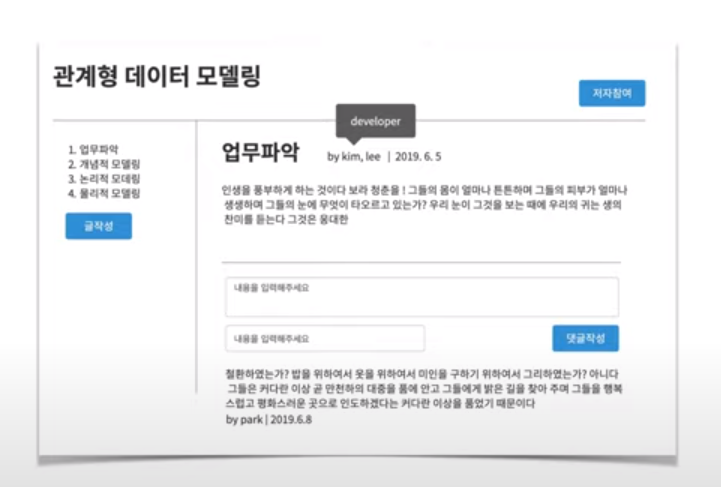 관계형 데이터 모델링
저자참여
developer
1. 업무파악
2. 개념적 모델링
3. 논리적 모데링
4. 물리적 모델링
글작성
업무파악 by kim, lee | 2019. 6. 5
인생을 풍부하게 하는 것이다 보라 청춘을 ! 그들의 몸이 얼마나 튼튼하며 그들의 피부가 얼마나
생생하며 그들의 눈에 무엇이 타오르고 있는가? 우리 눈이 그것을 보는 때에 우리의 귀는 생의
찬미를 듣는다 그것은 웅대한
내용을 입력해주세요
내용을 입력해주세요
댓글작성
철환하였는가? 밥을 위하여서 옷을 위하여서 미인을 구하기 위하여서 그리하였는가? 아니다
그들은 커다란 이상 곧 만천하의 대중을 품에 안고 그들에게 밝은 길을 찾아 주며 그들을 행복
스럽고 평화스러운 곳으로 인도하겠다는 커다란 이상을 품었기 때문이다
by park | 2019.6.8